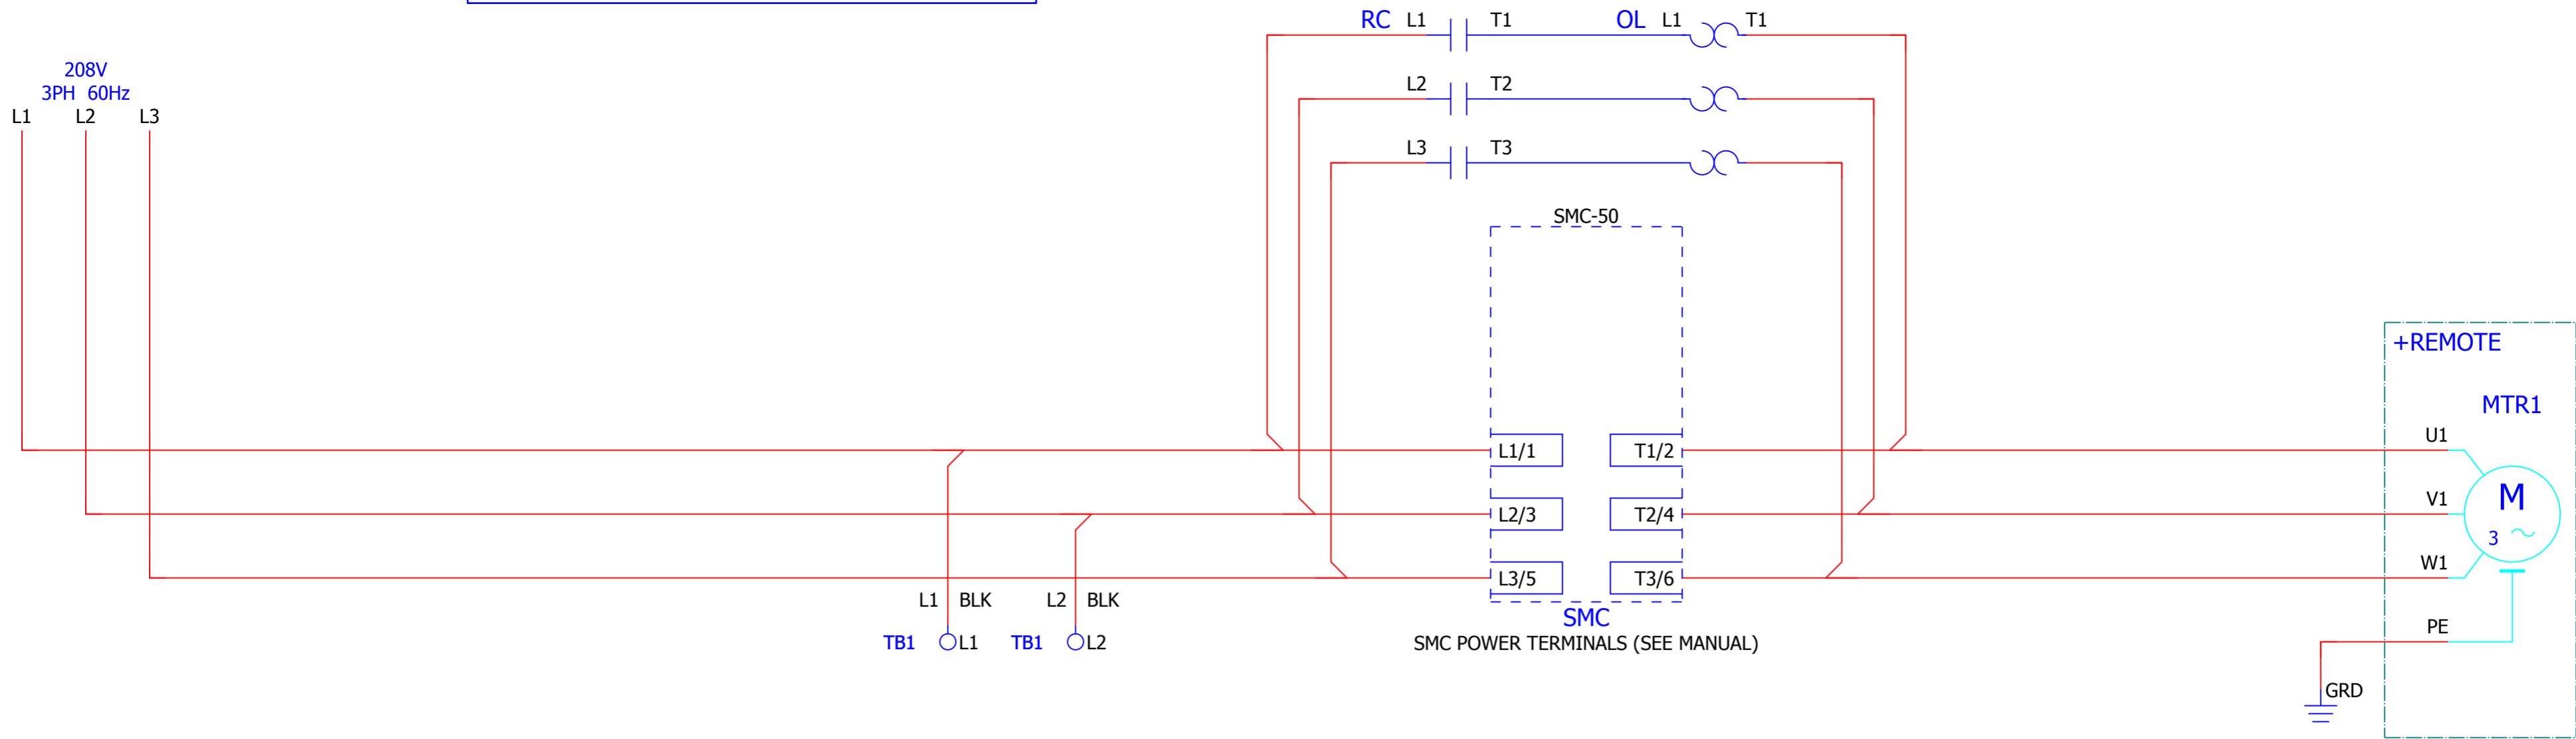 RC L1 T1 OL L1 T1
208V
3PH 60Hz
L1 L2 L3
L2 T2
L3 T3
SMC-50
+REMOTE
MTR1
L1/1 T1/2 U1
L2/3 T2/4 V1 M
3
L3/5 T3/6 W1
L1 BLK L2 BLK
SMC
PE
TB1 L1 TB1 L2
SMC POWER TERMINALS (SEE MANUAL)
GRD